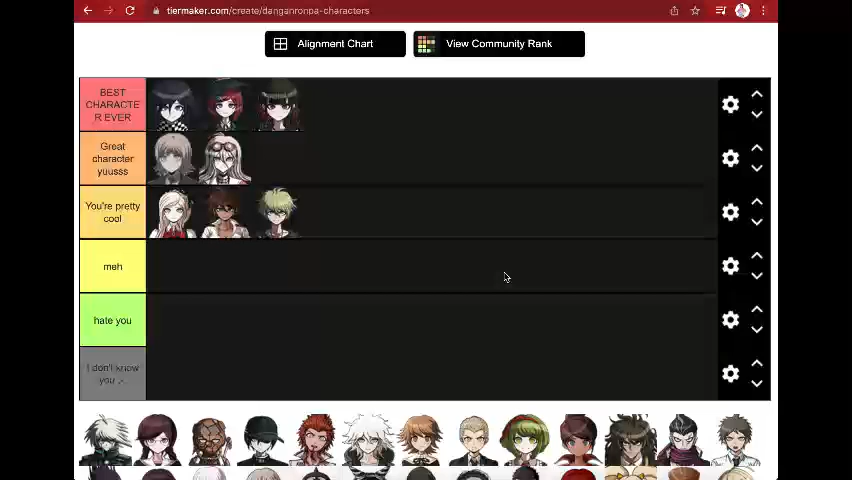 tiermaker.com/create/danganronpa-characters
Alignment Chart
View Community Rank
BEST
CHARACTE
R EVER
Great
character
yuusss
You're pretty
cool
meh
hate you
I don't know
you ,-